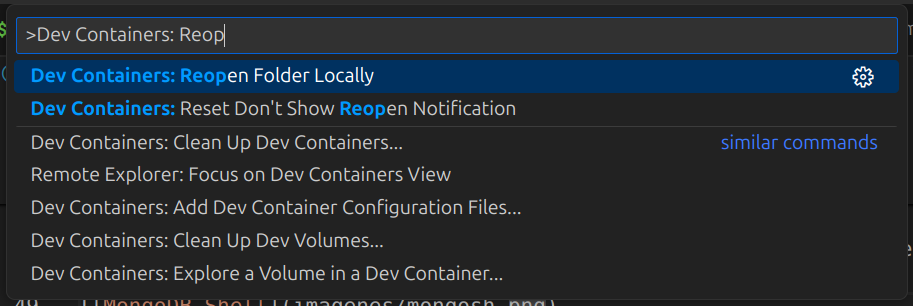 >Dev Containers: Reop
Dev Containers: Reopen Folder Locally
Dev Containers: Reset Don't Show Reopen Notification
Dev Containers: Clean Up Dev Containers... similar commands
Remote Explorer: Focus on Dev Containers View
Dev Containers: Add Dev Container Configuration Files...
Dev Containers: Clean Up Dev Volumes...
Dev Containers: Explore a Volume in a Dev Container...